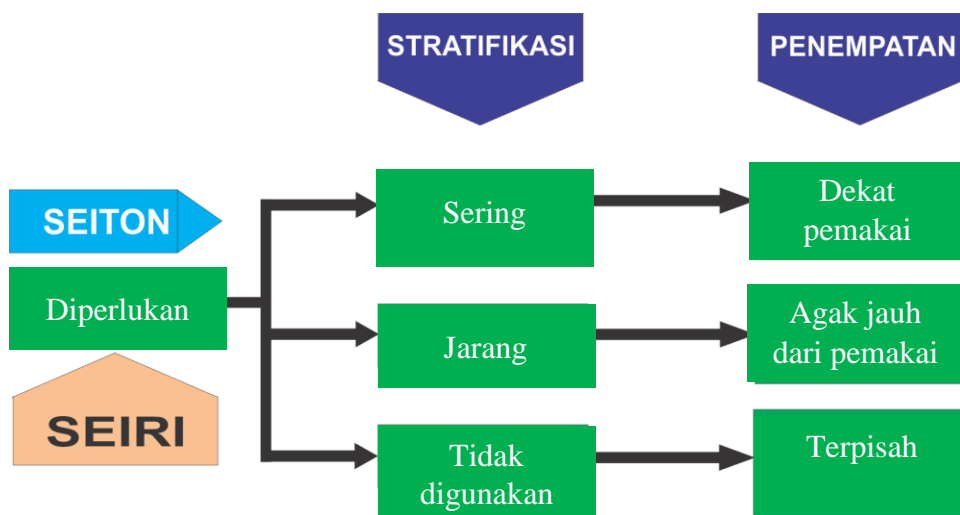 STRATIFIKASI
PENEMPATAN
SEITON
Diperlukan
SEIRI
Sering
Dekat
pemakai
Jarang
Agak jauh
dari pemakai
Tidak
digunakan
Terpisah